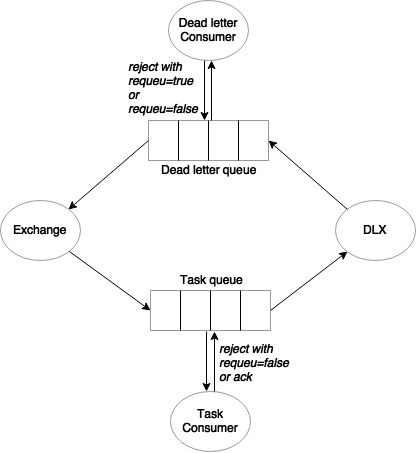 Dead letter
Consumer
reject with
requeu=true
or
requeu=false
Dead letter queue
Exchange
DLX
Task queue
reject with
requeu=false
or ack
Task
Consumer